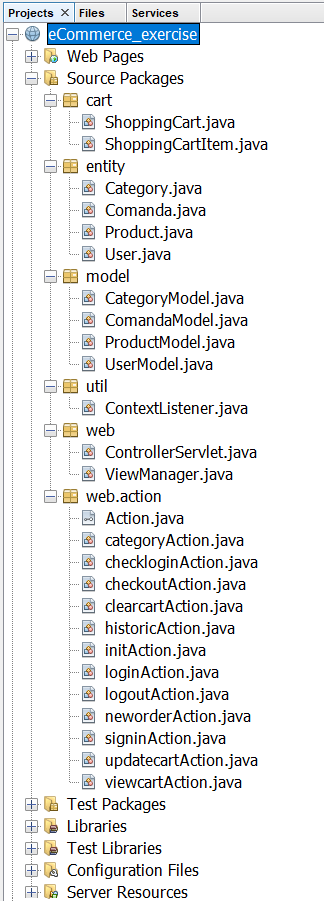 Projects Files Services
eCommerce_exercise
Web Pages
Source Packages
cart
ShoppingCart.java
ShoppingCartItem.java
entity
Category.java
Comanda.java
Product.java
User.java
model
CategoryModel.java
ComandaModel.java
ProductModel.java
UserModel.java
util
ContextListener.java
web
ControllerServlet.java
ViewManager.java
web.action
Action.java
categoryAction.java
checkloginAction.java
checkoutAction.java
clearcartAction.java
historicAction.java
initAction.java
loginAction.java
logoutAction.java
neworderAction.java
signinAction.java
updatecartAction.java
viewcartAction.java
Test Packages
Libraries
Test Libraries
Configuration Files
Server Resources